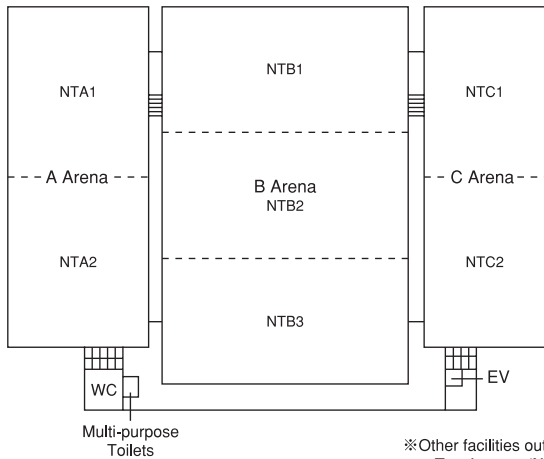 NTA1
NTB1
NTC1
A Arena
B Arena
C Arena
NTB2
NTA2
NTC2
NTB3
WC
EV
Multi-purpose
Toilets
※Other facilities out